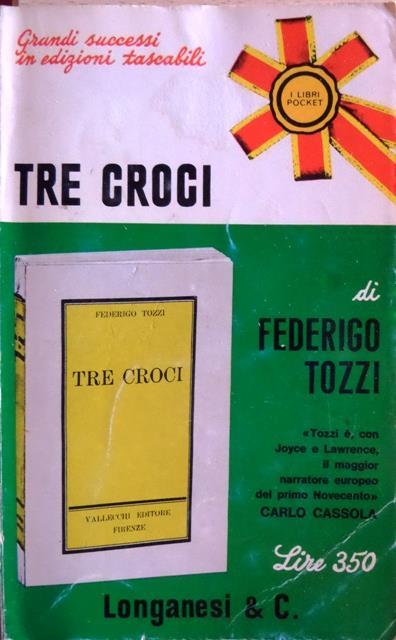 Grandi successi
in edizioni tascabili
I LIBRI
POCKET
TRE CROCI
di
FEDERIGO
TOZZI
FEDERIGO TOZZI
TRE CROCI
VALLECCHI EDITORE
FIRENZE
«Tozzi è, con
Joyce e Lawrence,
il maggior
narratore europeo
del primo Novecento»
CARLO CASSOLA
Lire 350
Longanesi & C.